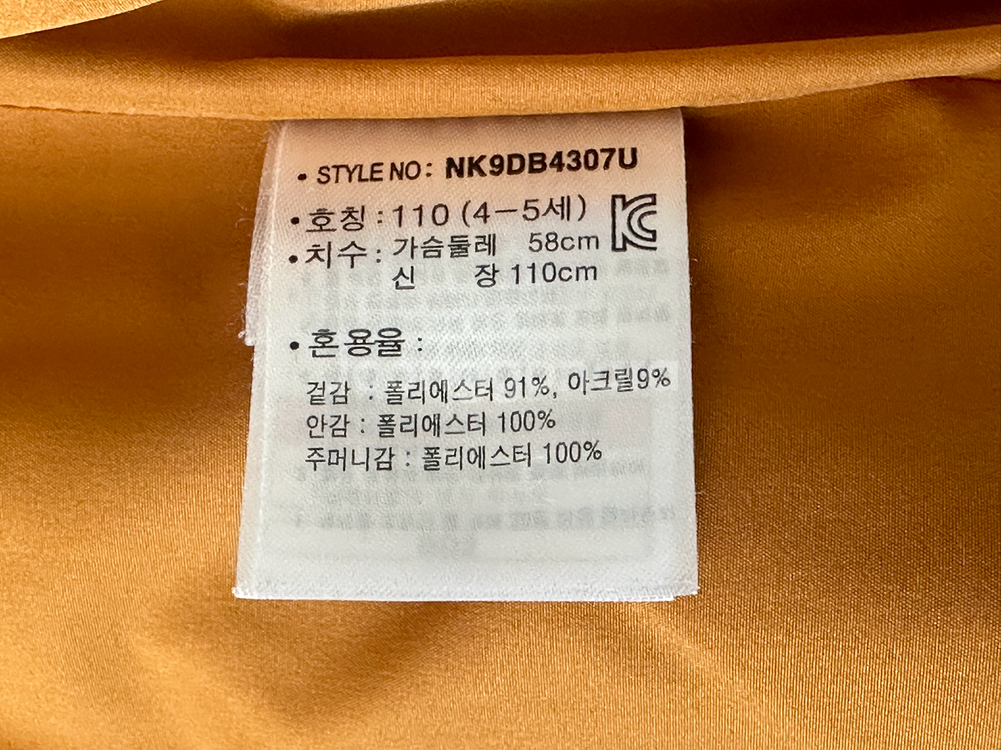 • STYLE NO: NK9DB4307U
• 호칭 : 110 (4-5세)
• 치수 : 가슴둘레 58cm
신 장 110cm
• 혼용율 :
겉감 : 폴리에스터 91%, 아크릴9%
안감 : 폴리에스터 100%
주머니감 : 폴리에스터 100%